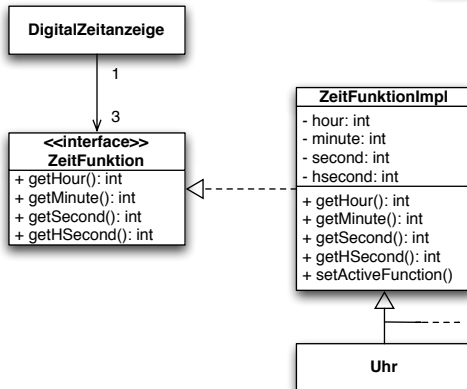 DigitalZeitanzeige
1
3
<<interface>>
ZeitFunktion
+ getHour(): int
+ getMinute(): int
+ getSecond(): int
+ getHSecond(): int
ZeitFunktionImpl
- hour: int
- minute: int
- second: int
- hsecond: int
+ getHour(): int
+ getMinute(): int
+ getSecond(): int
+ getHSecond(): int
+ setActiveFunction()
Uhr